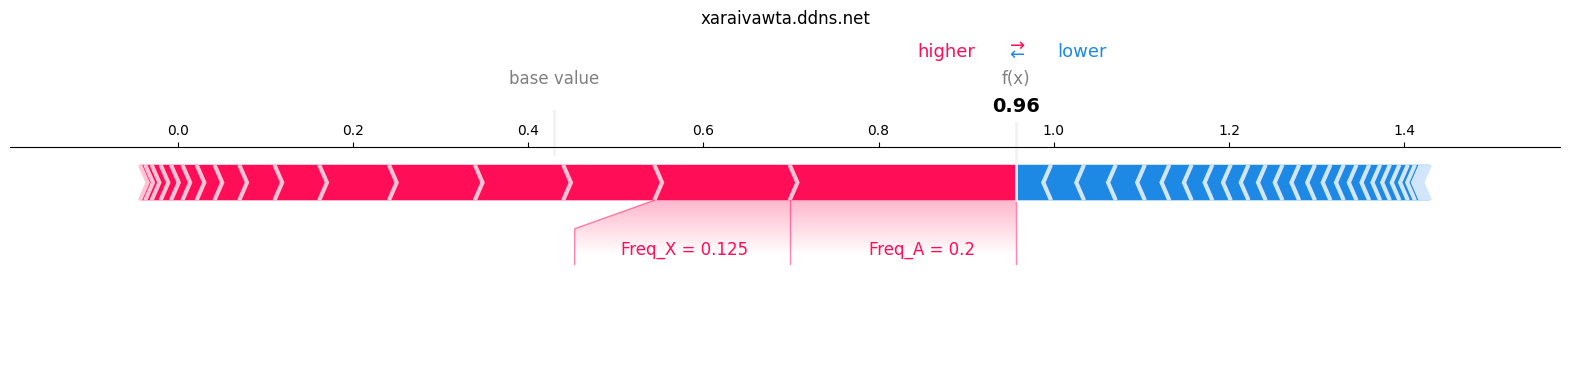 xaraivawta.ddns.net
higher ⇄ lower
base value f(x)
0.96
0.0 0.2 0.4 0.6 0.8 1.0 1.2 1.4
Freq_X = 0.125 Freq_A = 0.2